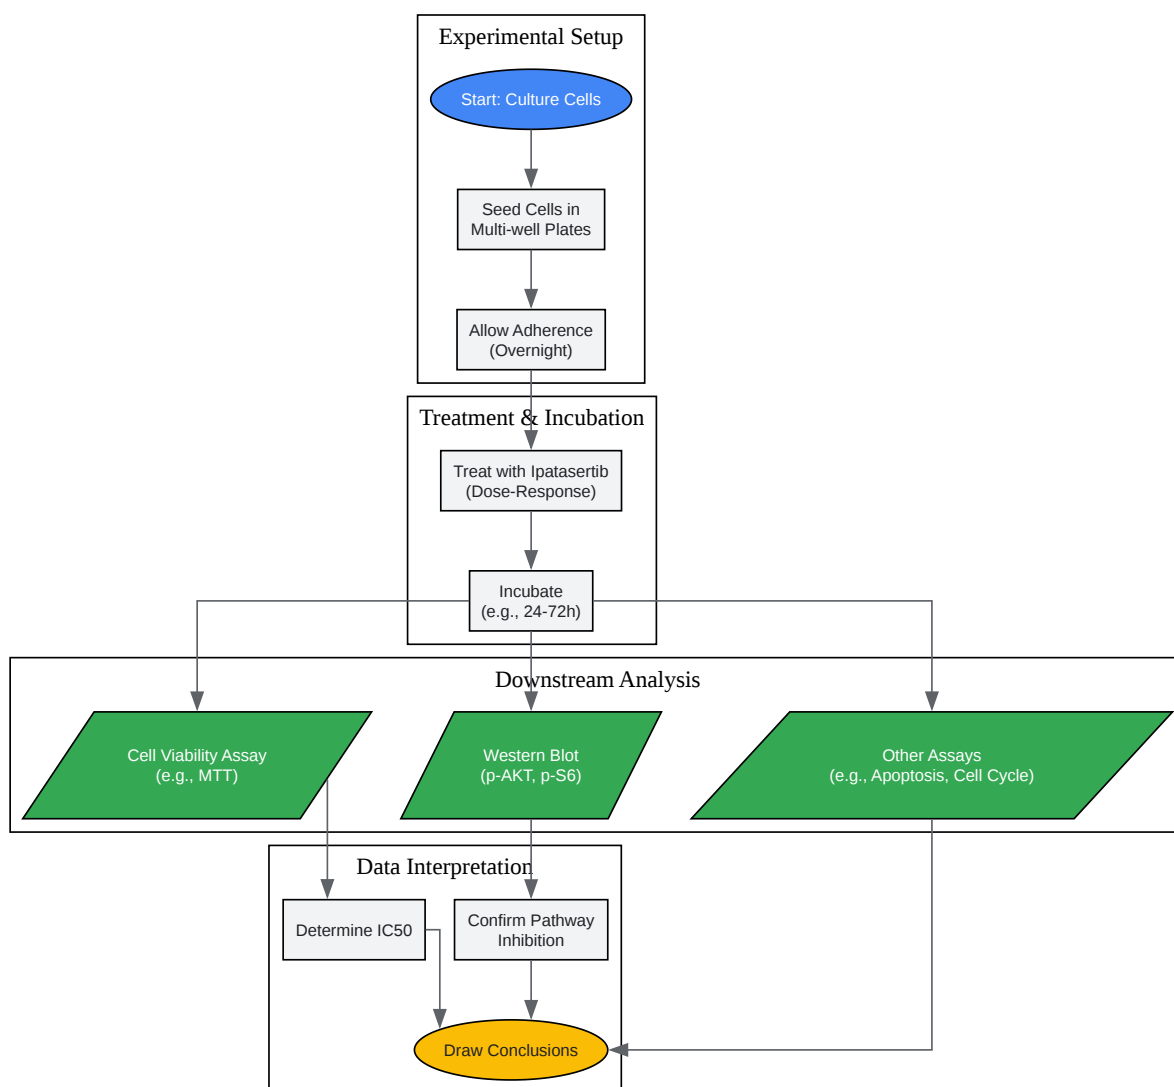 Experimental Setup
Start: Culture Cells
Seed Cells in
Multi-well Plates
Allow Adherence
(Overnight)
Treatment & Incubation
Treat with Ipatasertib
(Dose-Response)
Incubate
(e.g., 24-72h)
Downstream Analysis
Cell Viability Assay
(e.g., MTT)
Western Blot
(p-AKT, p-S6)
Other Assays
(e.g., Apoptosis, Cell Cycle)
Data Interpretation
Determine IC50
Confirm Pathway
Inhibition
Draw Conclusions